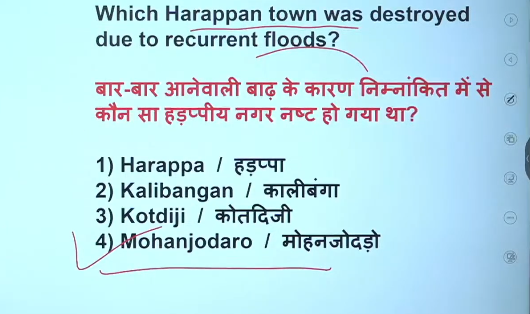 Which Harappan town was destroyed
due to recurrent floods?
बार-बार आनेवाली बाढ़ के कारण निम्नांकित में से
कौन सा हड़प्पीय नगर नष्ट हो गया था?
1) Harappa / हड़प्पा
2) Kalibangan / कालीबंगा
3) Kotdiji / कोतदिजी
4) Mohanjodaro / मोहनजोदड़ो